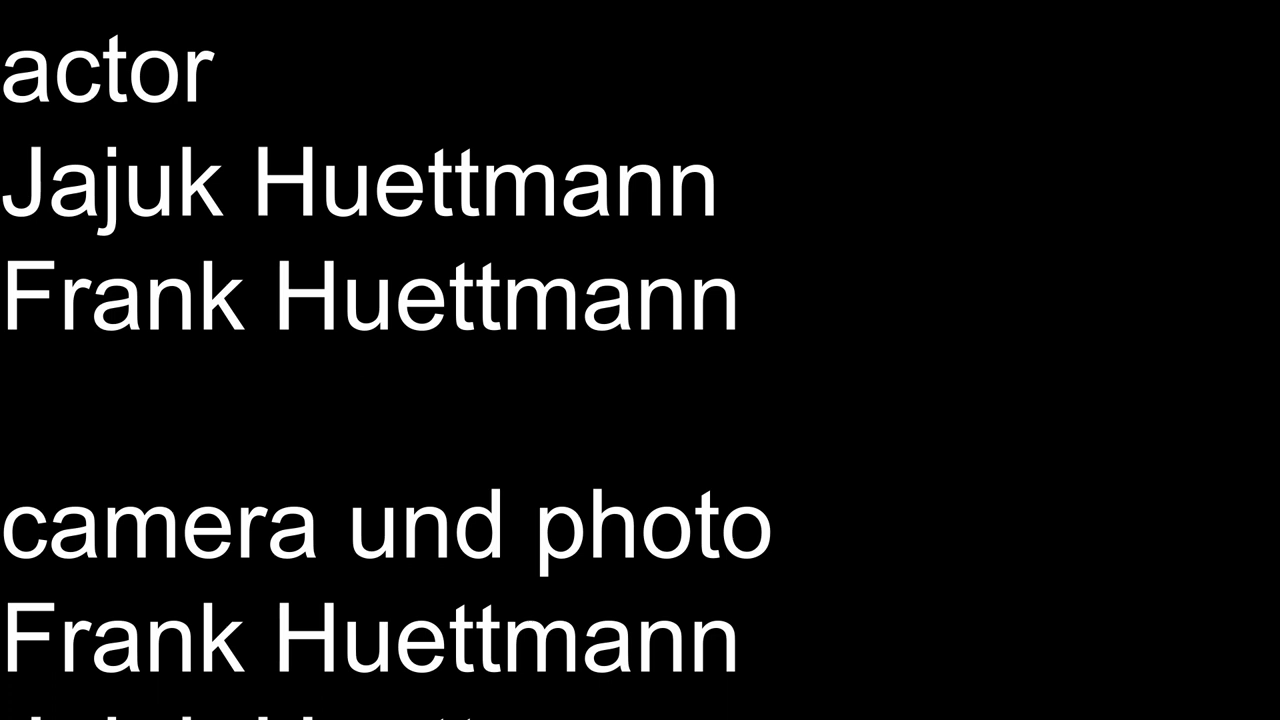 actor
Jajuk Huettmann
Frank Huettmann
camera und photo
Frank Huettmann